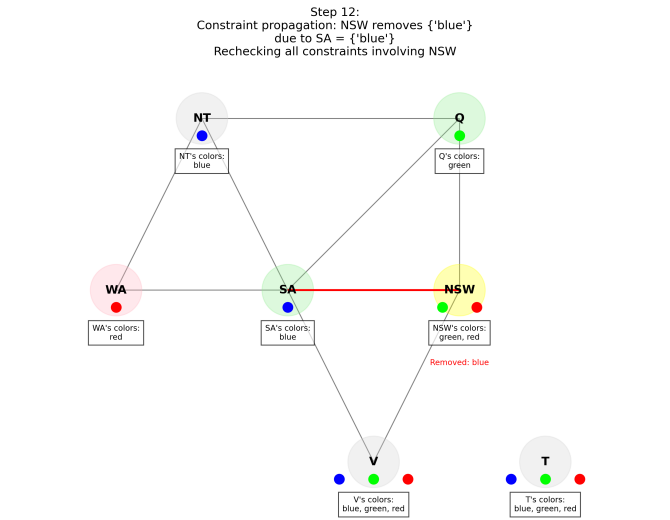 Step 12:
Constraint propagation: NSW removes {'blue'}
due to SA = {'blue'}
Rechecking all constraints involving NSW
NT
Q
NT's colors:
blue
Q's colors:
green
WA
SA
NSW
WA's colors:
red
SA's colors:
blue
NSW's colors:
green, red
Removed: blue
V
T
V's colors:
blue, green, red
T's colors:
blue, green, red